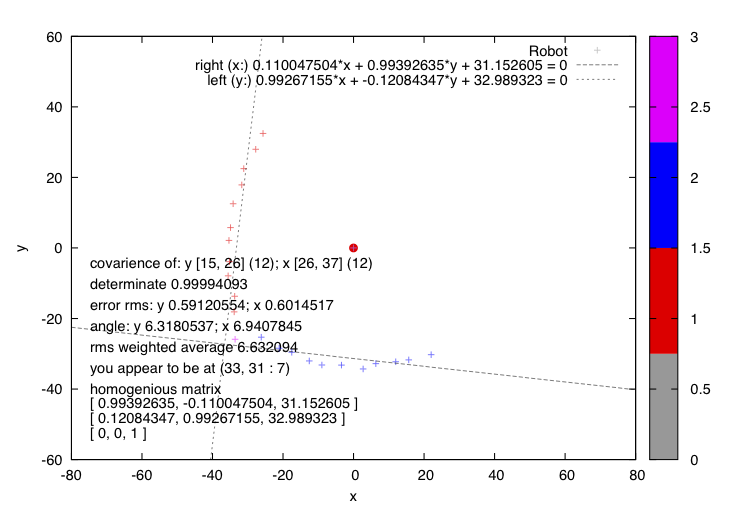 60
40
20
0
-20
-40
-60
-80
-60
-40
-20
0
20
40
60
80
x
y
Robot
right (x:) 0.110047504*x + 0.99392635*y + 31.152605 = 0
left (y:) 0.99267155*x + -0.12084347*y + 32.989323 = 0
covarience of: y [15, 26] (12); x [26, 37] (12)
determinate 0.99994093
error rms: y 0.59120554; x 0.6014517
angle: y 6.3180537; x 6.9407845
rms weighted average 6.632094
you appear to be at (33, 31 : 7)
homogenious matrix
[ 0.99392635, -0.110047504, 31.152605 ]
[ 0.12084347, 0.99267155, 32.989323 ]
[ 0, 0, 1 ]
3
2.5
2
1.5
1
0.5
0